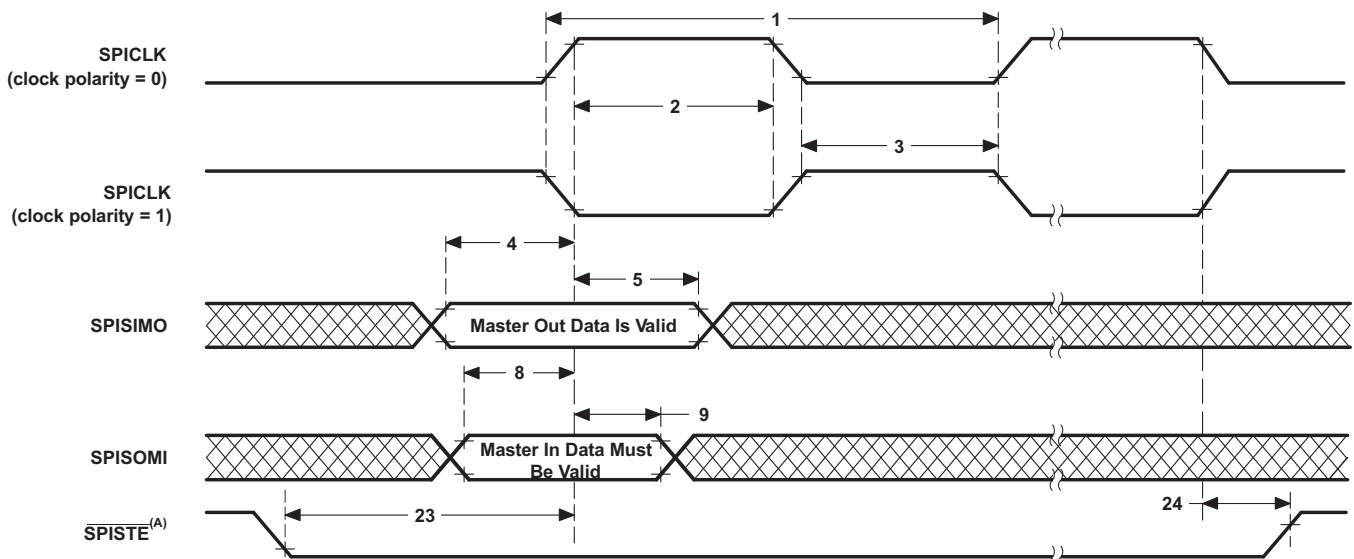 1
SPICLK
(clock polarity = 0)
2
3
SPICLK
(clock polarity = 1)
4
5
SPISIMO
Master Out Data Is Valid
8
9
SPISOMI
Master In Data Must
Be Valid
SPISTE(A)
23
24